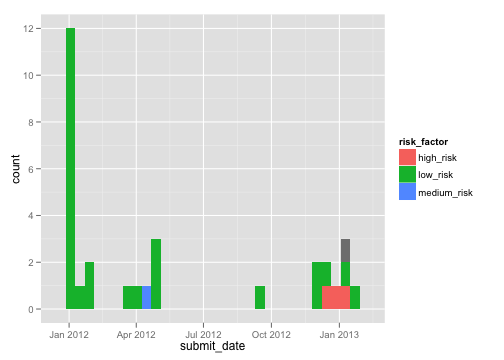 12
10
8
6
4
2
0
count
Jan 2012 Apr 2012 Jul 2012 Oct 2012 Jan 2013
submit_date
risk_factor
high_risk
low_risk
medium_risk